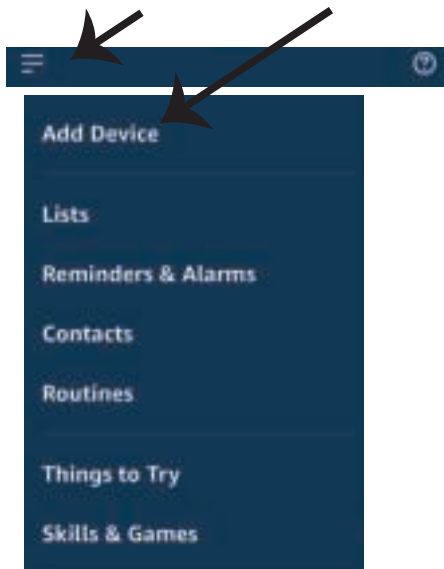 Add Device
Lists
Reminders & Alarms
Contacts
Routines
Things to Try
Skills & Games